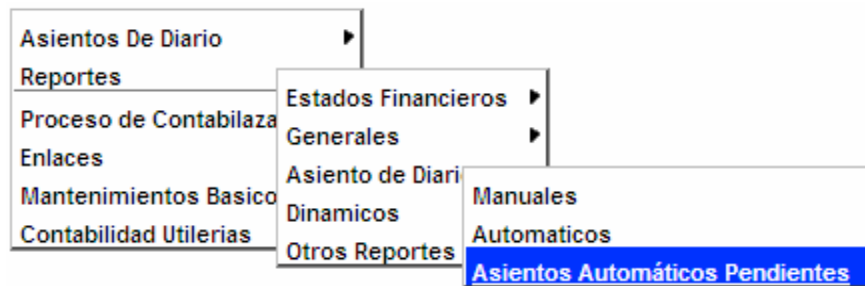 Asientos De Diario
Reportes
Proceso de Contabilaza
Enlaces
Mantenimientos Basico
Contabilidad Utilerias
Estados Financieros
Generales
Asiento de Diari
Dinamicos
Otros Reportes
Manuales
Automaticos
Asientos Automáticos Pendientes